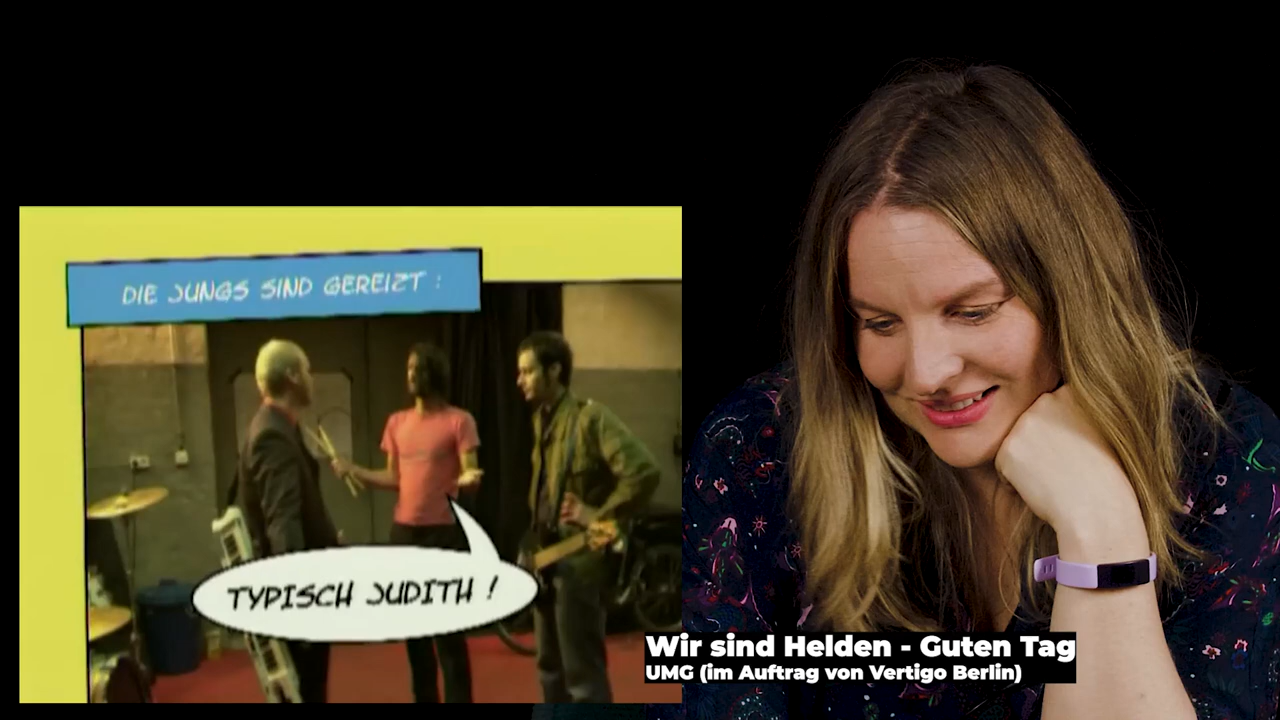 DIE JUNGS SIND GEREIZT :
TYPISCH JUDITH !
Wir sind Helden - Guten Tag
UMG (im Auftrag von Vertigo Berlin)